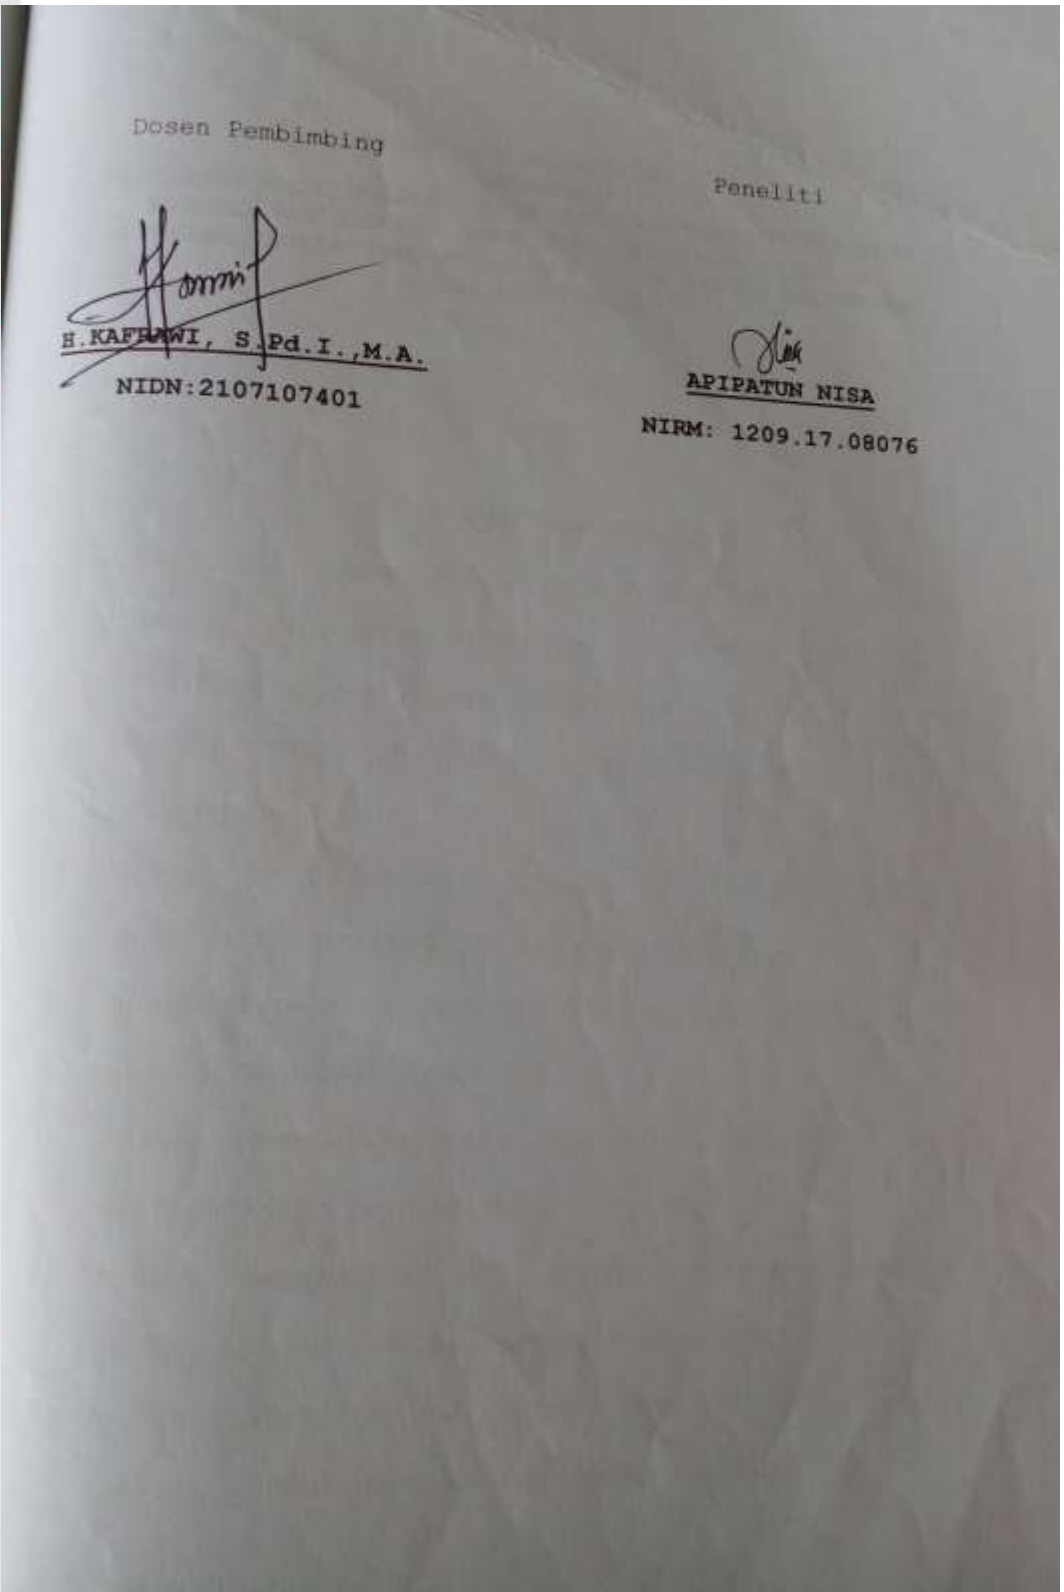 Dosen Pembimbing
H.KAFRAWI, S.Pd.I.,M.A.
NIDN:2107107401
Peneliti
APIPATUN NISA
NIRM: 1209.17.08076